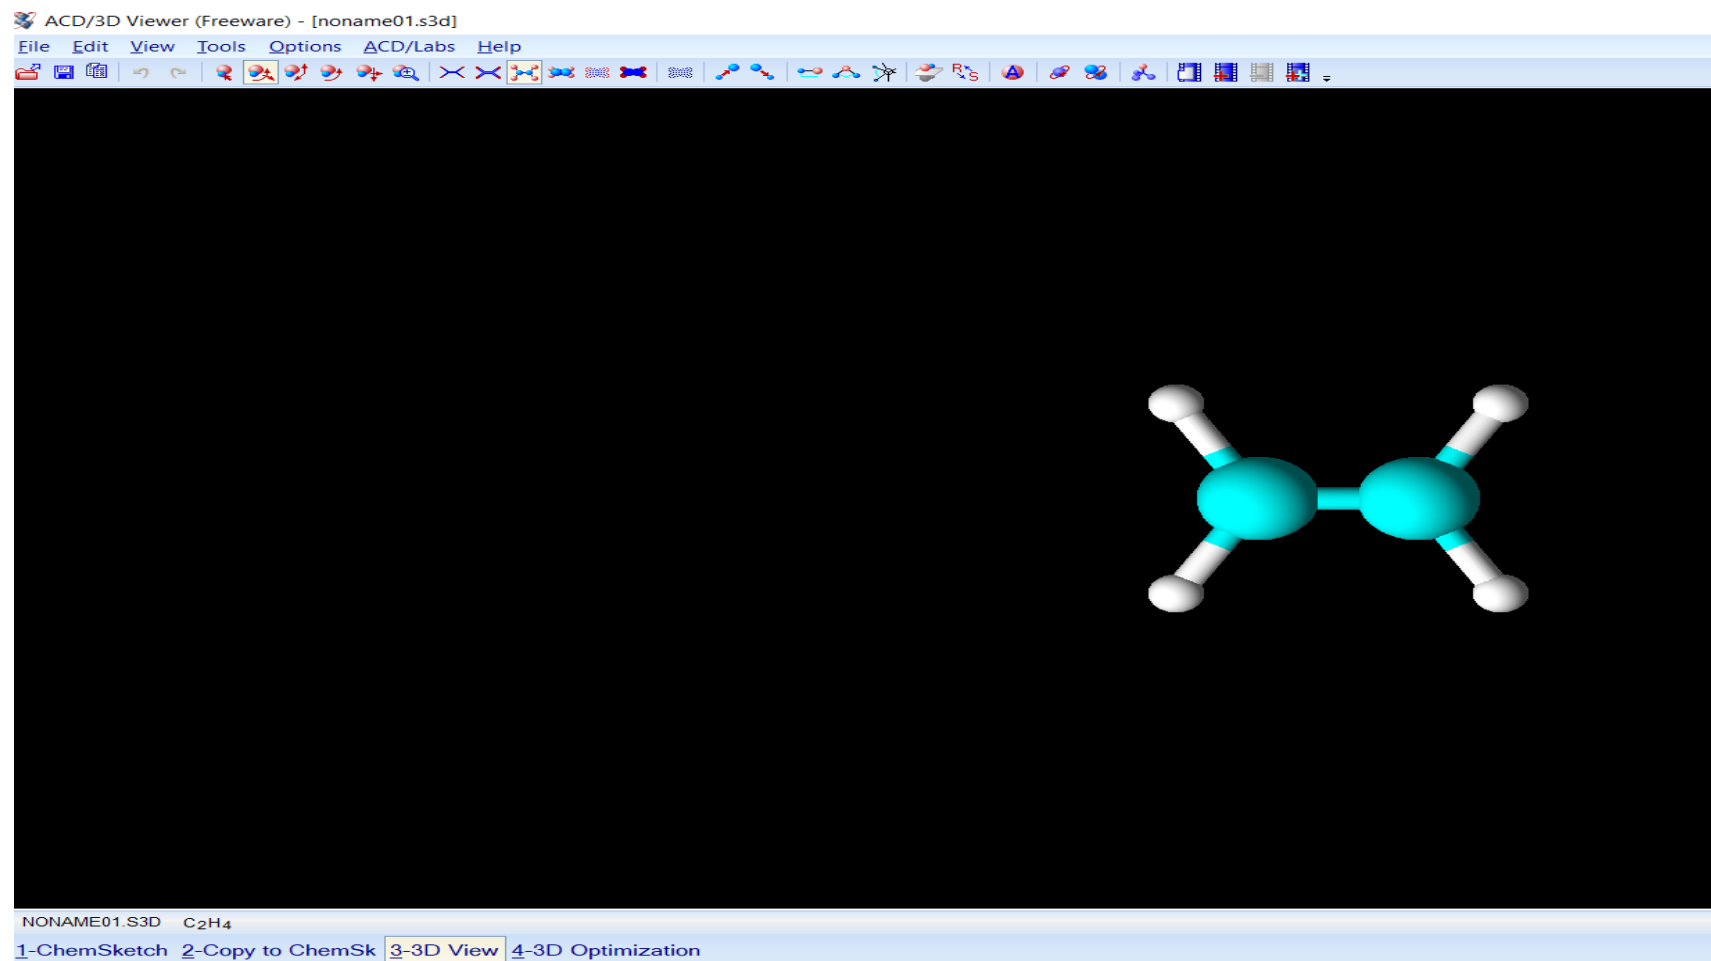 ACD/3D Viewer (Freeware) - [noname01.s3d]
File Edit View Tools Options ACD/Labs Help
NONAME01.S3D C₂H₄
1-ChemSketch 2-Copy to ChemSk 3-3D View 4-3D Optimization